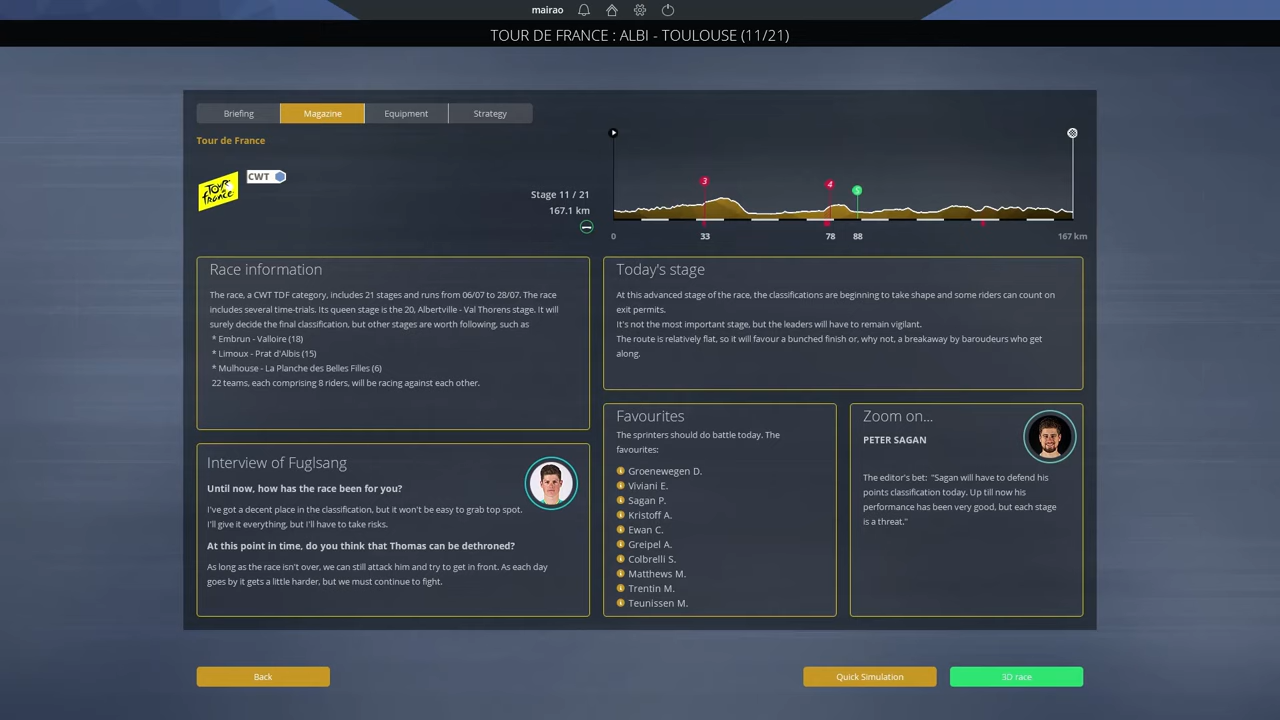 mairao
TOUR DE FRANCE : ALBI - TOULOUSE (11/21)
Briefing
Magazine
Equipment
Strategy
Tour de France
TOUR de france
CWT
Stage 11 / 21
167.1 km
3
4
S
0
33
78
88
167 km
Race information
The race, a CWT TDF category, includes 21 stages and runs from 06/07 to 28/07. The race
includes several time-trials. Its queen stage is the 20, Albertville - Val Thorens stage. It will
surely decide the final classification, but other stages are worth following, such as
* Embrun - Valloire (18)
* Limoux - Prat d'Albis (15)
* Mulhouse - La Planche des Belles Filles (6)
22 teams, each comprising 8 riders, will be racing against each other.
Today's stage
At this advanced stage of the race, the classifications are beginning to take shape and some riders can count on
exit permits.
It's not the most important stage, but the leaders will have to remain vigilant.
The route is relatively flat, so it will favour a bunched finish or, why not, a breakaway by baroudeurs who get
along.
Interview of Fuglsang
Until now, how has the race been for you?
I've got a decent place in the classification, but it won't be easy to grab top spot.
I'll give it everything, but I'll have to take risks.
At this point in time, do you think that Thomas can be dethroned?
As long as the race isn't over, we can still attack him and try to get in front. As each day
goes by it gets a little harder, but we must continue to fight.
Favourites
The sprinters should do battle today. The
favourites:
Groenewegen D.
Viviani E.
Sagan P.
Kristoff A.
Ewan C.
Greipel A.
Colbrelli S.
Matthews M.
Trentin M.
Teunissen M.
Zoom on...
PETER SAGAN
The editor's bet:  "Sagan will have to defend his
points classification today. Up till now his
performance has been very good, but each stage
is a threat."
Back
Quick Simulation
3D race